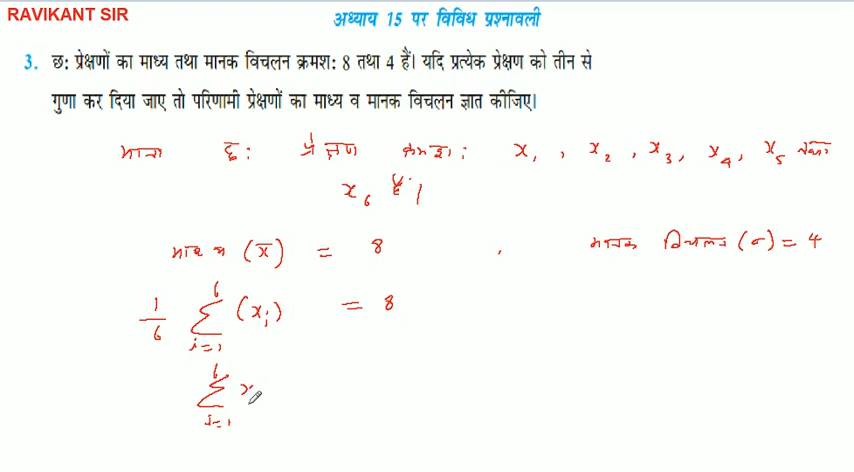 RAVIKANT SIR
अध्याय 15 पर विविध प्रश्नावली
3. छः प्रेक्षणों का माध्य तथा मानक विचलन क्रमश: 8 तथा 4 हैं। यदि प्रत्येक प्रेक्षण को तीन से
गुणा कर दिया जाए तो परिणामी प्रेक्षणों का माध्य व मानक विचलन ज्ञात कीजिए।
माना छ: प्रेक्षण क्रमश: x₁, x₂, x₃, x₄, x₅ तथा
x₆ हैं।
माध्य (x̄) = 8 , मानक विचलन (σ) = 4
1/6 ∑_{i=1}^{6} (xᵢ) = 8
∑_{i=1}^{6} x